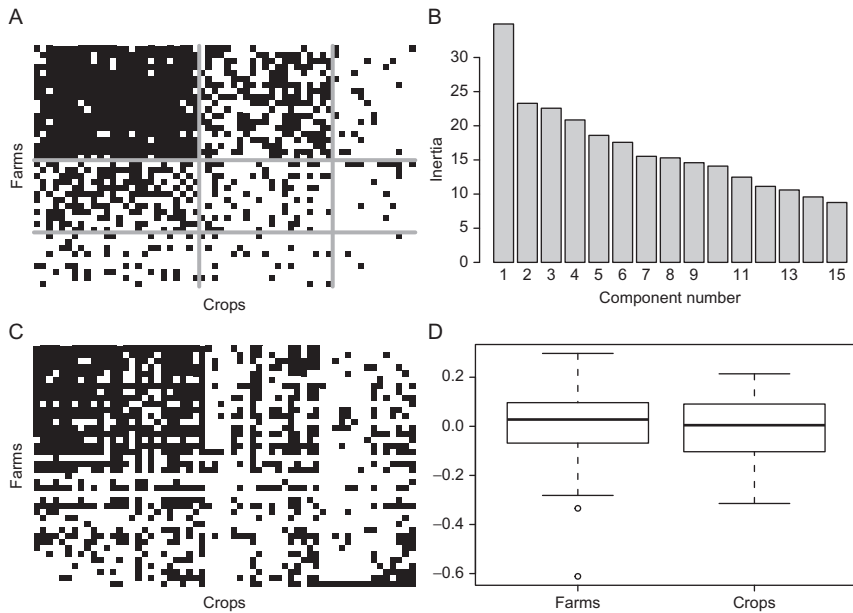 A
Farms
Crops
B
Inertia
30
25
20
15
10
5
0
1 2 3 4 5 6 7 8 9 11 13 15
Component number
C
Farms
Crops
D
0.2
0.0
−0.2
−0.4
−0.6
Farms Crops